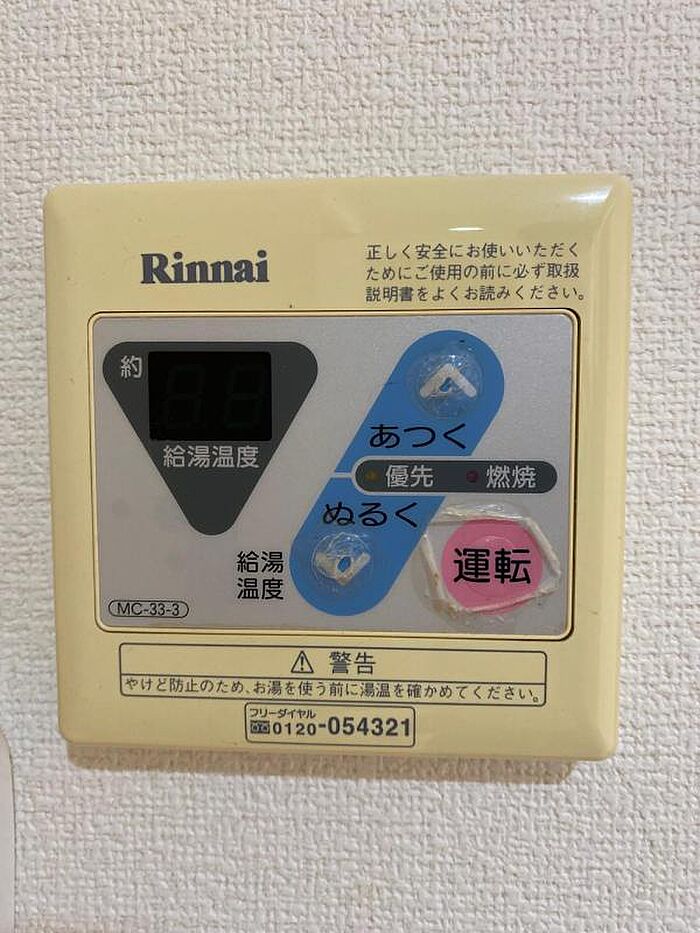 Rinnai
正しく安全にお使いいただく
ためにご使用の前に必ず取扱
説明書をよくお読みください。
約
給湯温度
あつく
優先
燃焼
ぬるく
給湯
温度
運転
MC-33-3
警告
やけど防止のため、お湯を使う前に湯温を確かめてください。
フリーダイヤル
0120-054321